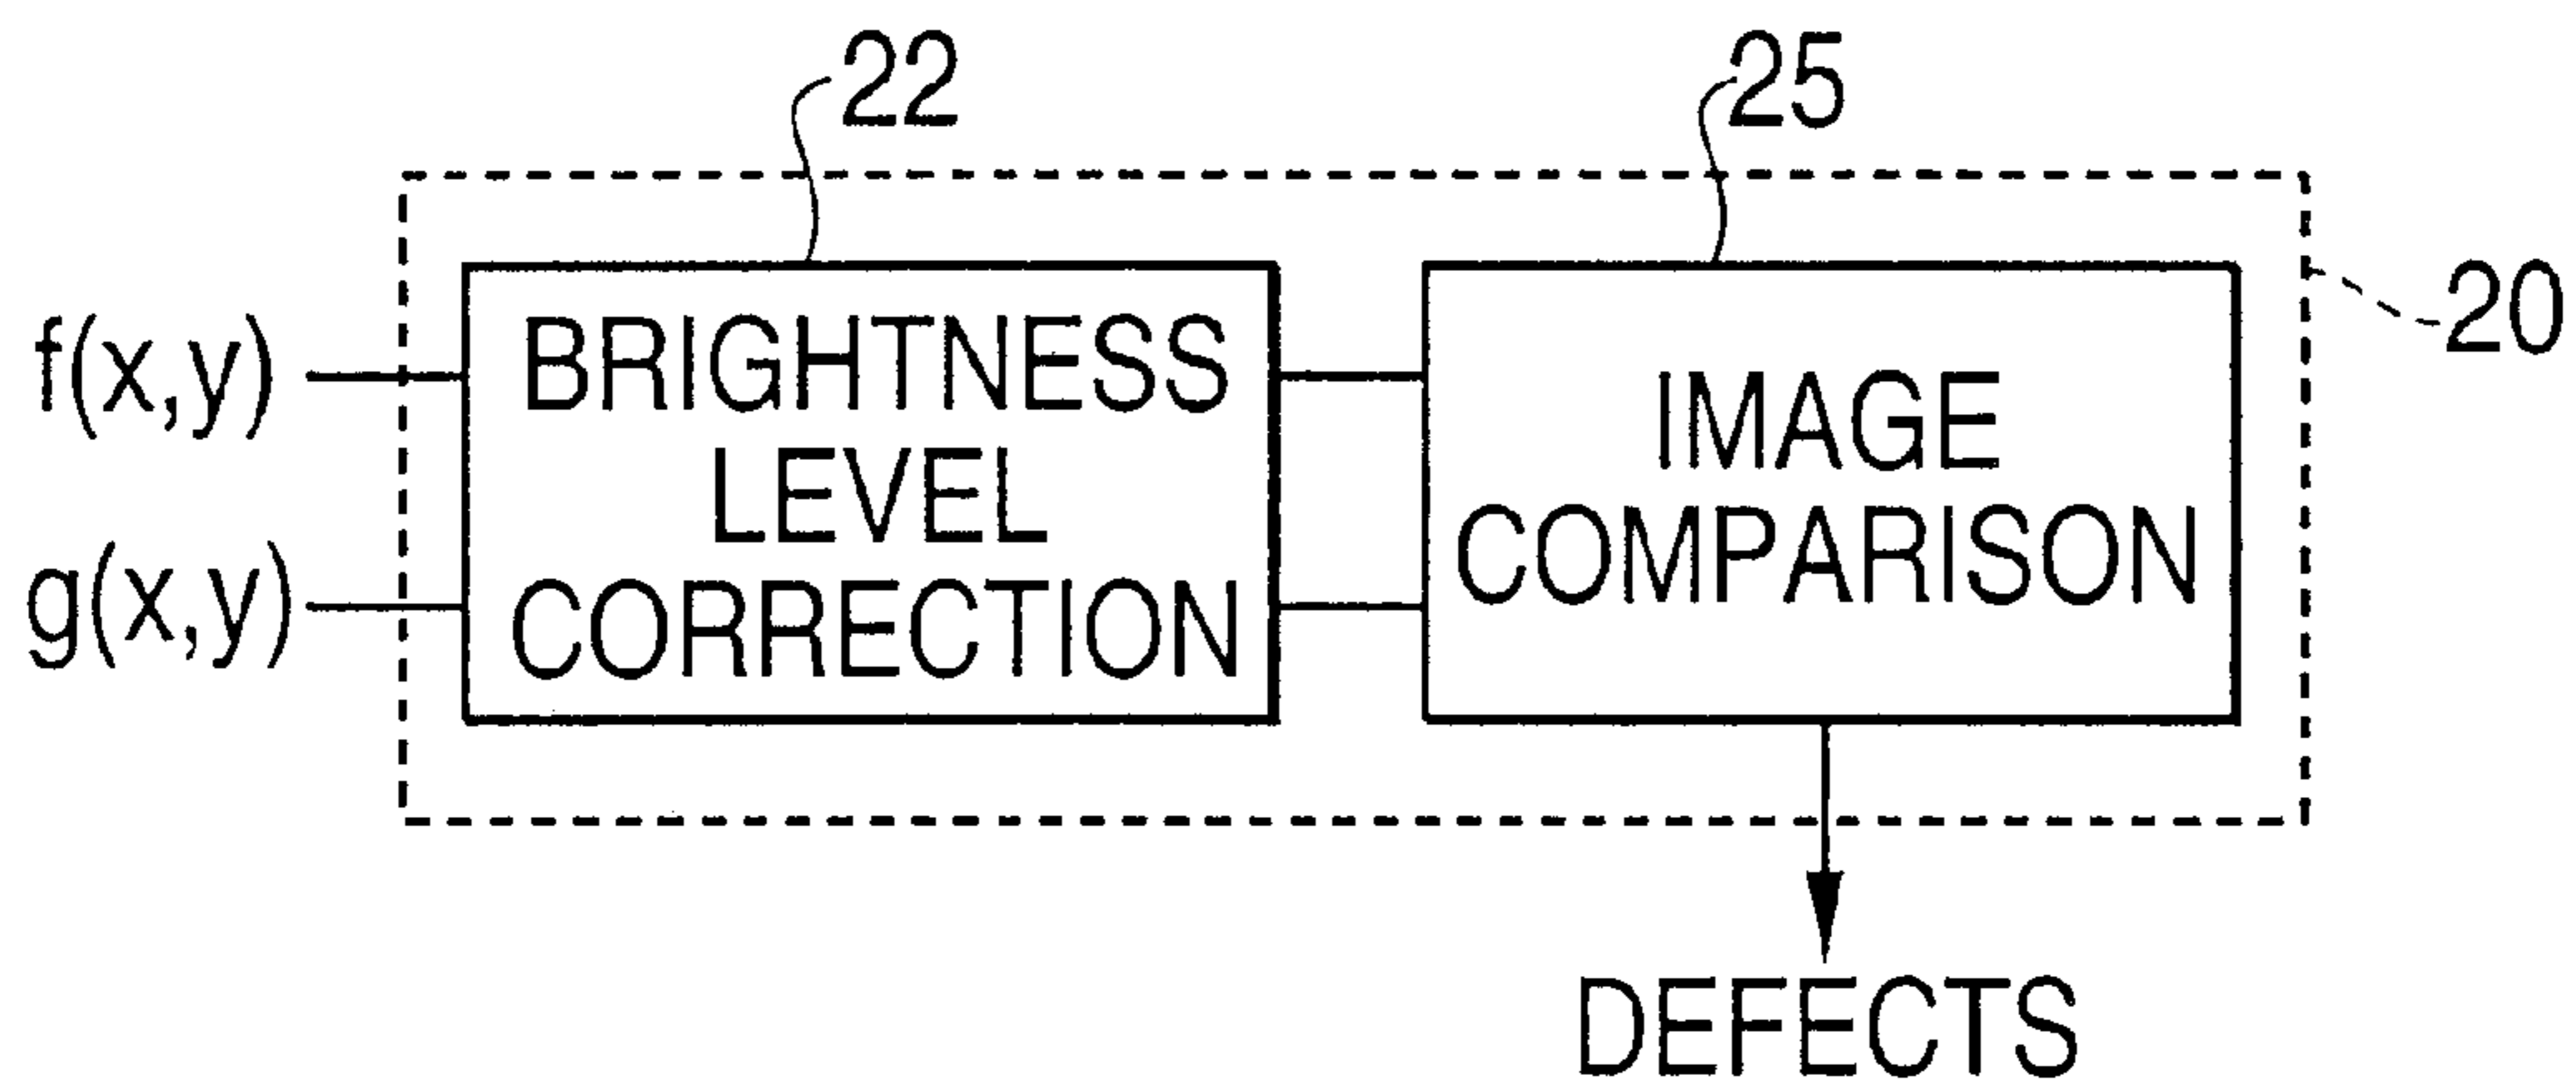 22
25
20
f(x,y)
g(x,y)
BRIGHTNESS
LEVEL
CORRECTION
IMAGE
COMPARISON
DEFECTS